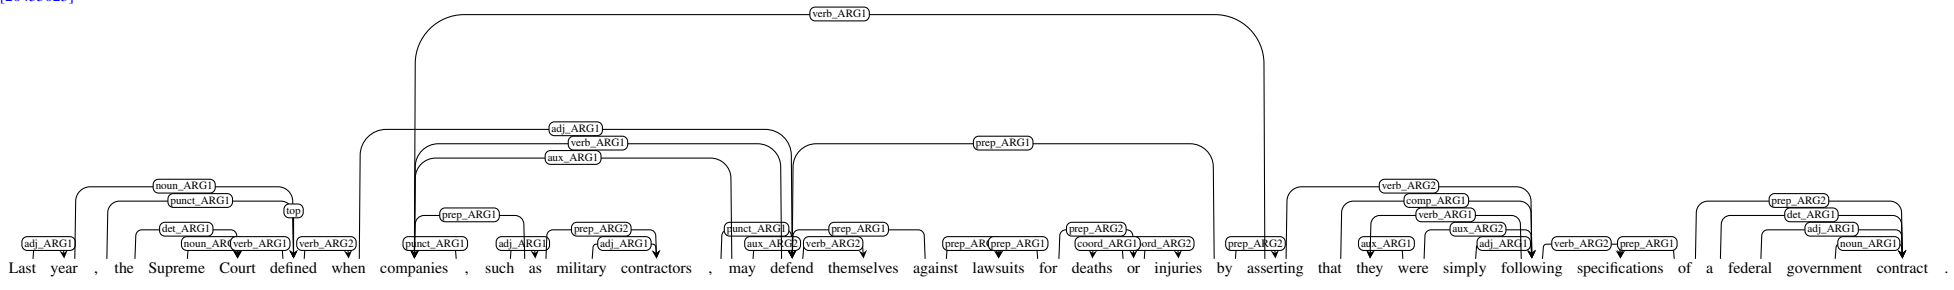 verb_ARG1
adj_ARG1
verb_ARG1 prep_ARG1
aux_ARG1
noun_ARG1 verb_ARG2
punct_ARG1 comp_ARG1 prep_ARG2
top prep_ARG1 verb_ARG1 det_ARG1
det_ARG1 prep_ARG2 punct_ARG1 prep_ARG1 prep_ARG2 aux_ARG2 adj_ARG1
adj_ARG1 verb_ARG1 verb_ARG2 punct_ARG1 adj_ARG1 adj_ARG1 aux_ARG2 verb_ARG2 prep_ARG1 coord_ARG1 ord_ARG2 prep_ARG2 aux_ARG1 adj_ARG1 verb_ARG2 prep_ARG1 noun_ARG1
Last year , the Supreme Court defined when companies , such as military contractors , may defend themselves against lawsuits for deaths or injuries by asserting that they were simply following specifications of a federal government contract .